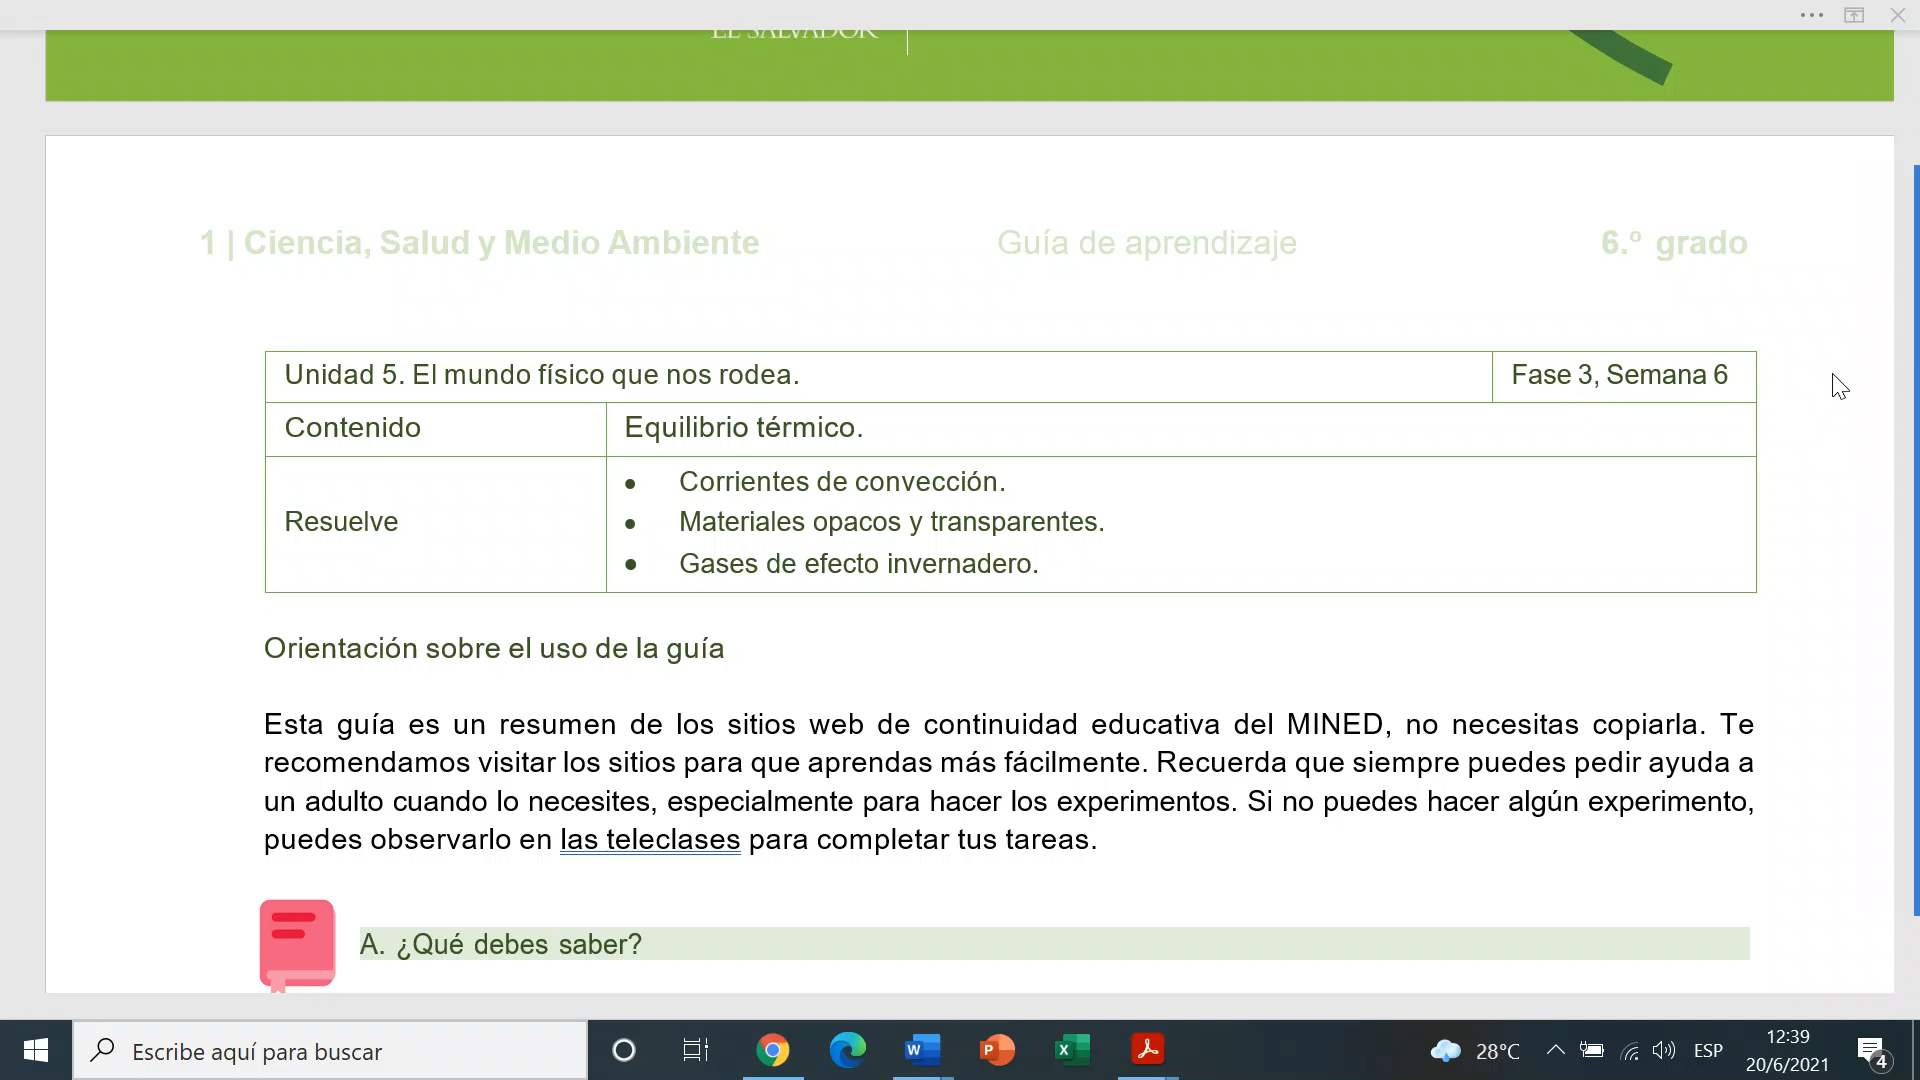 EL SALVADOR
1 | Ciencia, Salud y Medio Ambiente Guía de aprendizaje 6.º grado
Unidad 5. El mundo físico que nos rodea. Fase 3, Semana 6
Contenido Equilibrio térmico.
Resuelve
• Corrientes de convección.
• Materiales opacos y transparentes.
• Gases de efecto invernadero.
Orientación sobre el uso de la guía
Esta guía es un resumen de los sitios web de continuidad educativa del MINED, no necesitas copiarla. Te
recomendamos visitar los sitios para que aprendas más fácilmente. Recuerda que siempre puedes pedir ayuda a
un adulto cuando lo necesites, especialmente para hacer los experimentos. Si no puedes hacer algún experimento,
puedes observarlo en las teleclases para completar tus tareas.
A. ¿Qué debes saber?
Escribe aquí para buscar
W
P
X
28°C
ESP
12:39
20/6/2021
4